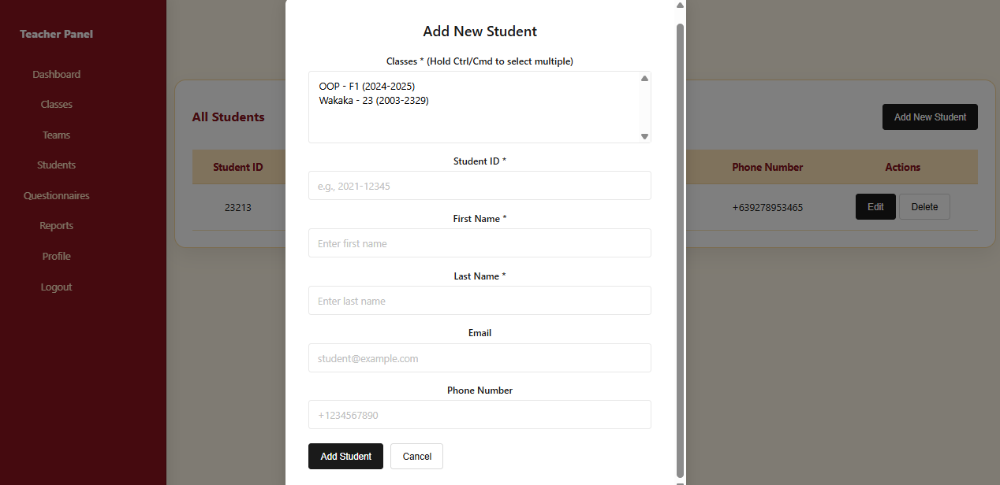 Teacher Panel
Dashboard
Classes
Teams
Students
Questionnaires
Reports
Profile
Logout
All Students
Add New Student
Student ID
Phone Number
Actions
23213
+639278953465
Edit
Delete
Add New Student
Classes * (Hold Ctrl/Cmd to select multiple)
OOP - F1 (2024-2025)
Wakaka - 23 (2003-2329)
Student ID *
e.g., 2021-12345
First Name *
Enter first name
Last Name *
Enter last name
Email
student@example.com
Phone Number
+1234567890
Add Student
Cancel